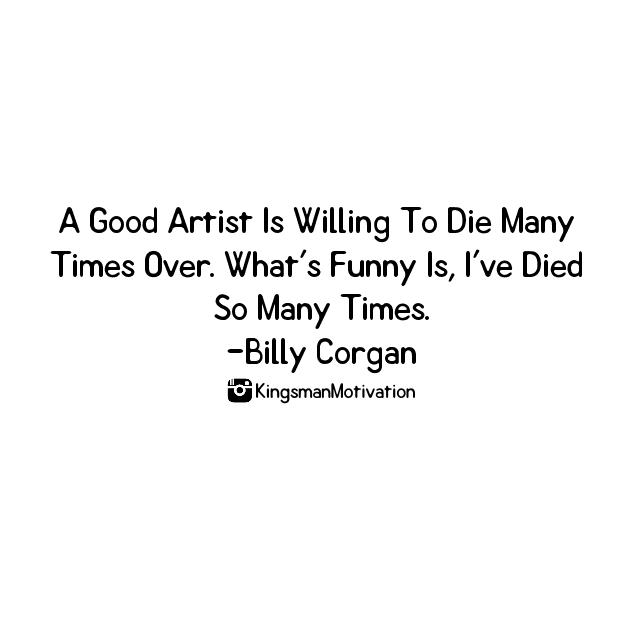 A Good Artist Is Willing To Die Many
Times Over. What's Funny Is, I've Died
So Many Times.
-Billy Corgan
KingsmanMotivation